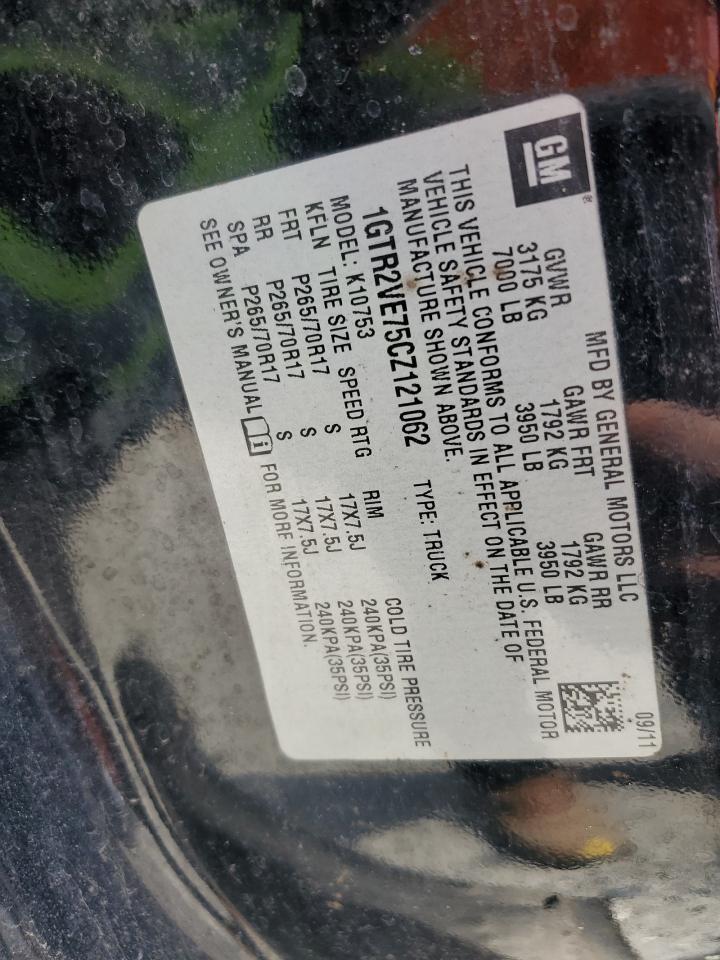 GM
MFD BY GENERAL MOTORS LLC 09/11
GVWR GAWR FRT GAWR RR
3175 KG 1792 KG 1792 KG
7000 LB 3950 LB 3950 LB
THIS VEHICLE CONFORMS TO ALL APPLICABLE U.S. FEDERAL MOTOR
VEHICLE SAFETY STANDARDS IN EFFECT ON THE DATE OF
MANUFACTURE SHOWN ABOVE.
1GTR2VE75CZ121062 TYPE: TRUCK
MODEL: K10753
KFLN TIRE SIZE SPEED RTG RIM COLD TIRE PRESSURE
FRT P265/70R17 S 17X7.5J 240KPA(35PSI)
RR P265/70R17 S 17X7.5J 240KPA(35PSI)
SPA P265/70R17 S 17X7.5J 240KPA(35PSI)
SEE OWNER'S MANUAL i FOR MORE INFORMATION.